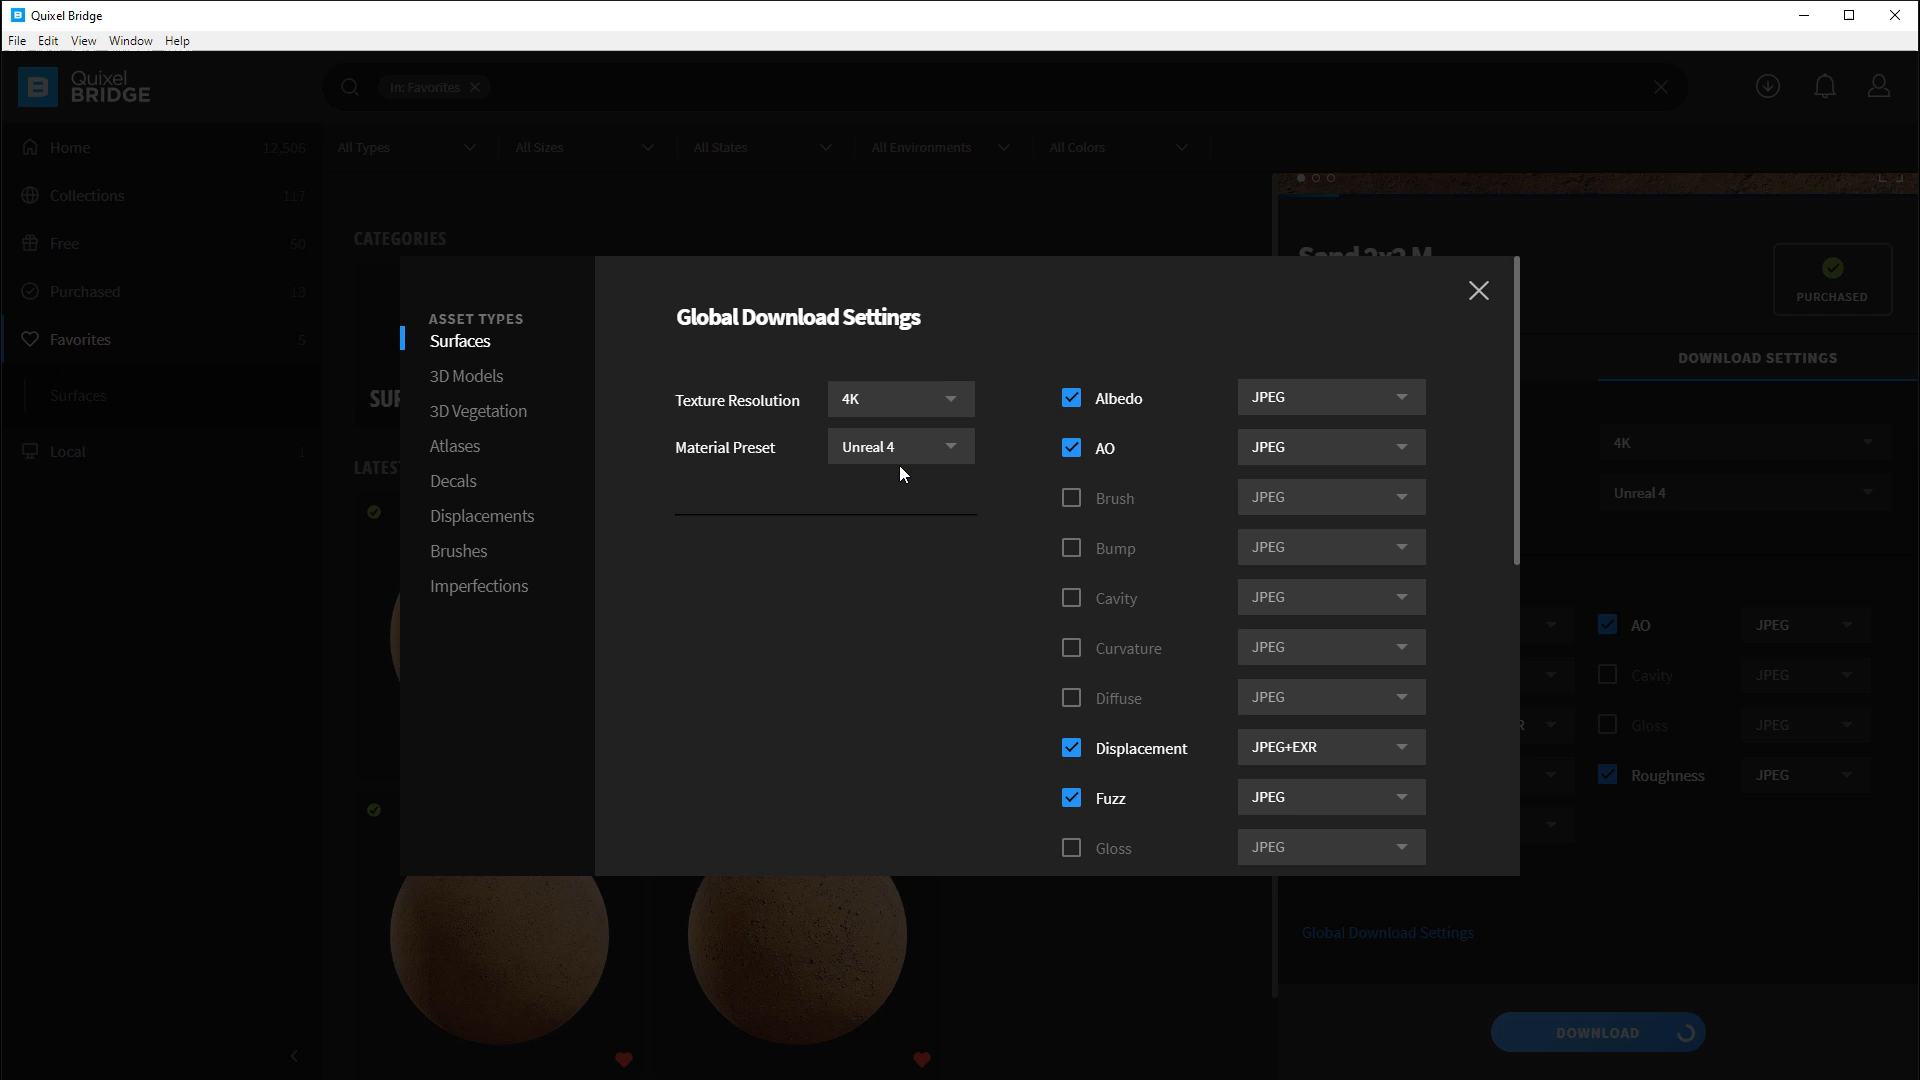 Quixel Bridge
File Edit View Window Help
Quixel
BRIDGE
In: Favorites
Home 12,506
All Types
All Sizes
All States
All Environments
All Colors
Collections 117
Free 50
Purchased 13
Favorites 5
Surfaces
Local 1
CATEGORIES
SUR
LATES
ASSET TYPES
Surfaces
3D Models
3D Vegetation
Atlases
Decals
Displacements
Brushes
Imperfections
Global Download Settings
Texture Resolution 4K
Material Preset Unreal 4
Albedo JPEG
AO JPEG
Brush JPEG
Bump JPEG
Cavity JPEG
Curvature JPEG
Diffuse JPEG
Displacement JPEG+EXR
Fuzz JPEG
Gloss JPEG
PURCHASED
DOWNLOAD SETTINGS
4K
Unreal 4
AO JPEG
Cavity JPEG
R
Gloss JPEG
Roughness JPEG
Global Download Settings
DOWNLOAD